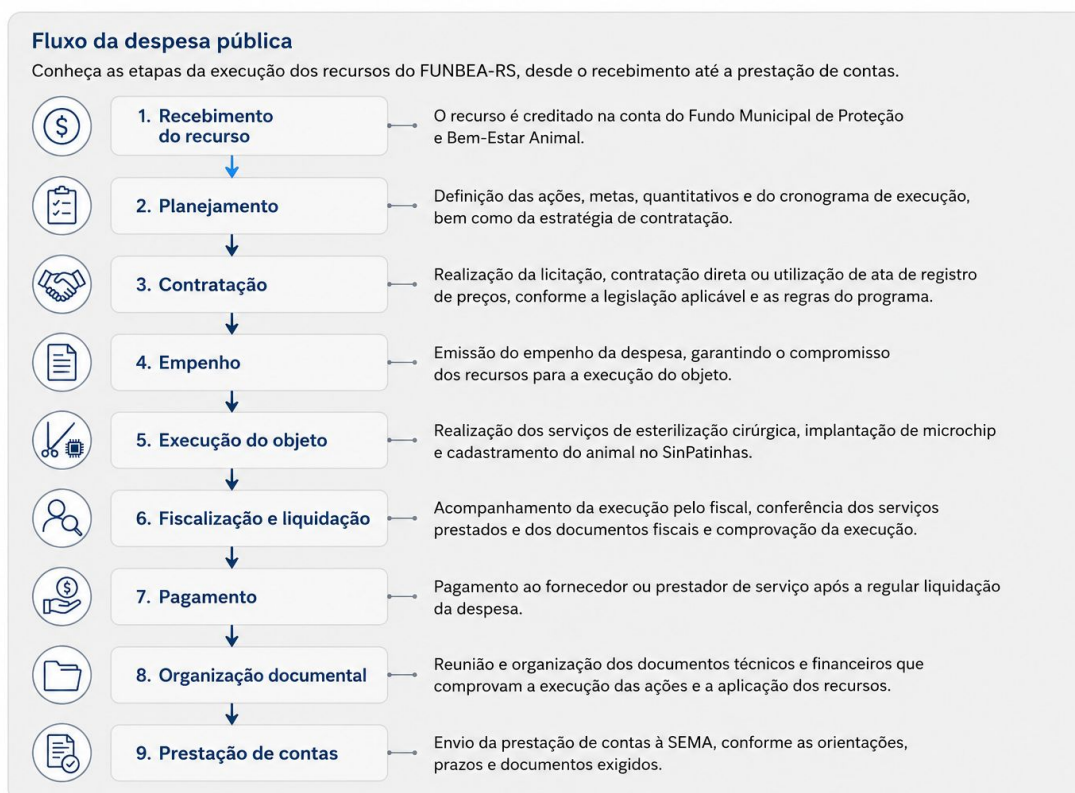 Fluxo da despesa pública
Conheça as etapas da execução dos recursos do FUNBEA-RS, desde o recebimento até a prestação de contas.
$
1. Recebimento
do recurso
O recurso é creditado na conta do Fundo Municipal de Proteção
e Bem-Estar Animal.
2. Planejamento
Definição das ações, metas, quantitativos e do cronograma de execução,
bem como da estratégia de contratação.
3. Contratação
Realização da licitação, contratação direta ou utilização de ata de registro
de preços, conforme a legislação aplicável e as regras do programa.
4. Empenho
Emissão do empenho da despesa, garantindo o compromisso
dos recursos para a execução do objeto.
5. Execução do objeto
Realização dos serviços de esterilização cirúrgica, implantação de microchip
e cadastramento do animal no SinPatinhas.
6. Fiscalização e liquidação
Acompanhamento da execução pelo fiscal, conferência dos serviços
prestados e dos documentos fiscais e comprovação da execução.
$
7. Pagamento
Pagamento ao fornecedor ou prestador de serviço após a regular liquidação
da despesa.
8. Organização documental
Reunião e organização dos documentos técnicos e financeiros que
comprovam a execução das ações e a aplicação dos recursos.
9. Prestação de contas
Envio da prestação de contas à SEMA, conforme as orientações,
prazos e documentos exigidos.